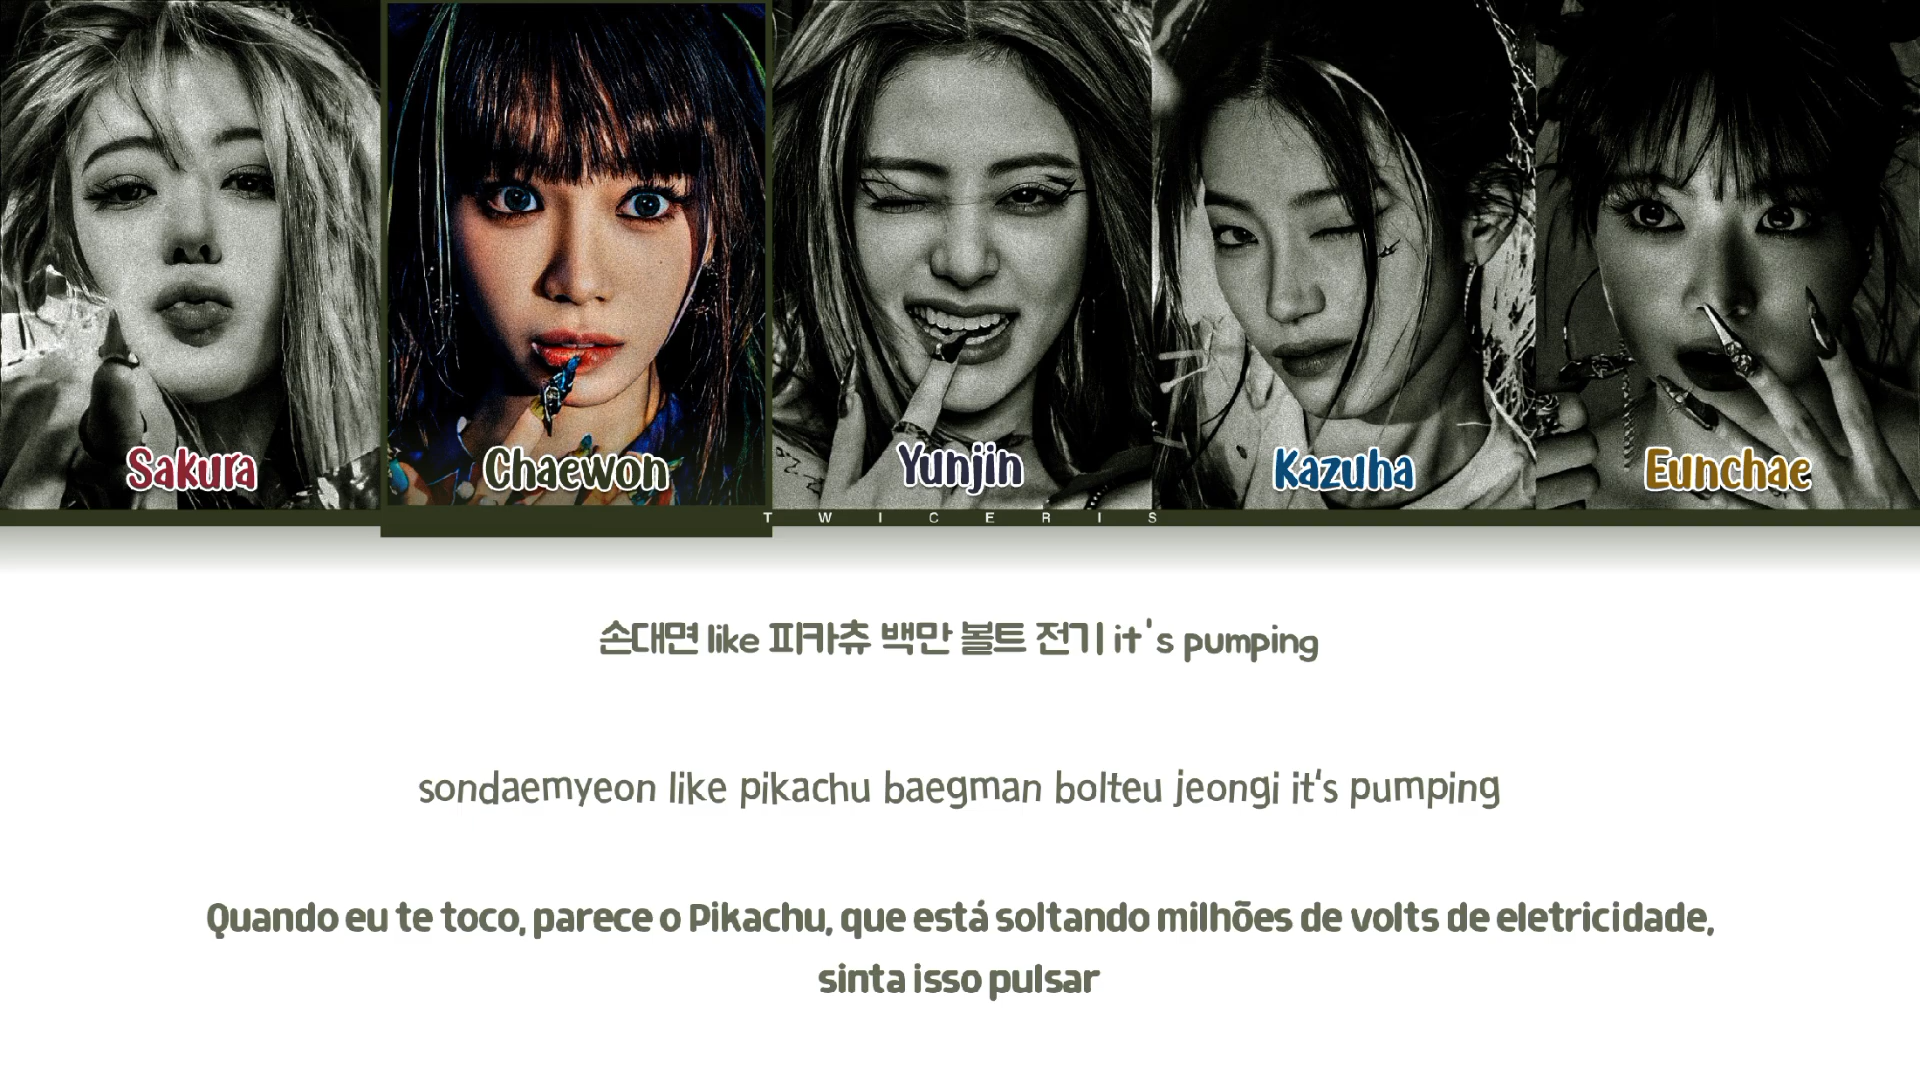 Sakura
Chaewon
Yunjin
Kazuha
Eunchae
TWICERIS
손대면 like 피카츄 백만 볼트 전기 it's pumping
sondaemyeon like pikachu baegman bolteu jeongi it's pumping
Quando eu te toco, parece o Pikachu, que está soltando milhões de volts de eletricidade,
sinta isso pulsar